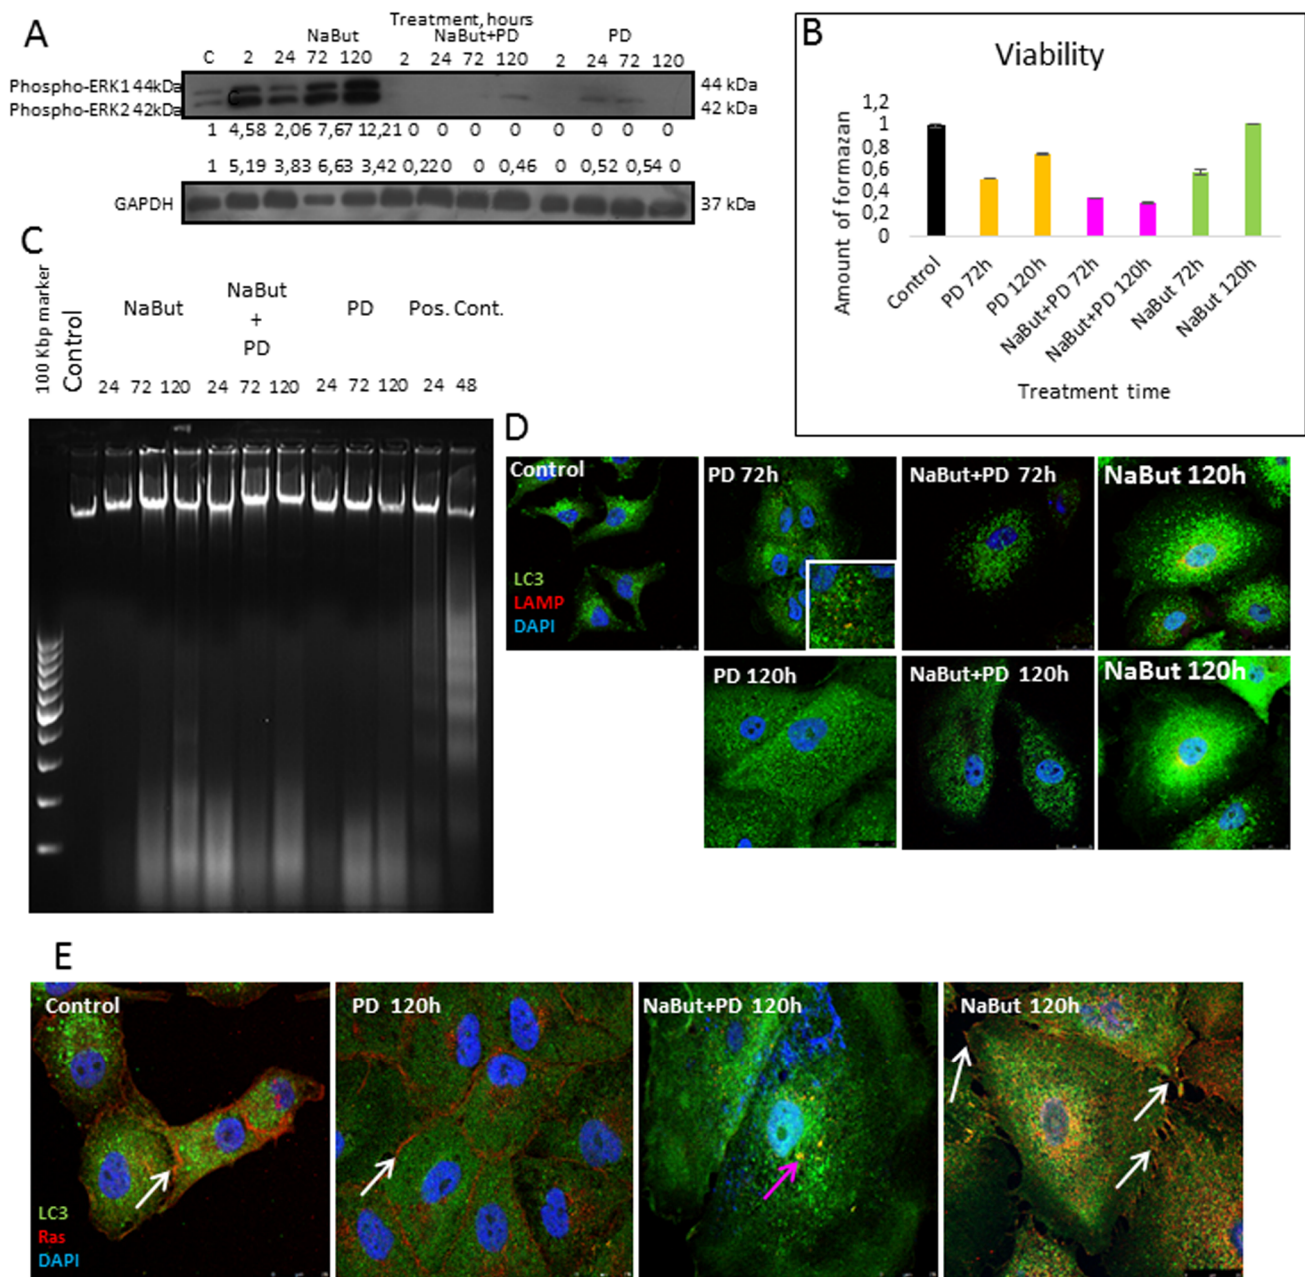 A
Treatment, hours
NaBut NaBut+PD PD
C 2 24 72 120 2 24 72 120 2 24 72 120
Phospho-ERK1 44kDa 44 kDa
C
Phospho-ERK2 42kDa 42 kDa
1 4,58 2,06 7,67 12,21 0 0 0 0 0 0 0 0
1 5,19 3,83 6,63 3,42 0,22 0 0 0,46 0 0,52 0,54 0
GAPDH 37 kDa
B
Viability
Amount of formazan
1,2
1
0,8
0,6
0,4
0,2
0
Control
PD 72h
PD 120h
NaBut+PD 72h
NaBut+PD 120h
NaBut 72h
NaBut 120h
Treatment time
C
100 Kbp marker
Control
NaBut
NaBut
+
PD
PD
Pos. Cont.
24 72 120 24 72 120 24 72 120 24 48
D
Control
LC3
LAMP
DAPI
PD 72h
NaBut+PD 72h
NaBut 120h
PD 120h
NaBut+PD 120h
NaBut 120h
E
Control
LC3
Ras
DAPI
PD 120h
NaBut+PD 120h
NaBut 120h